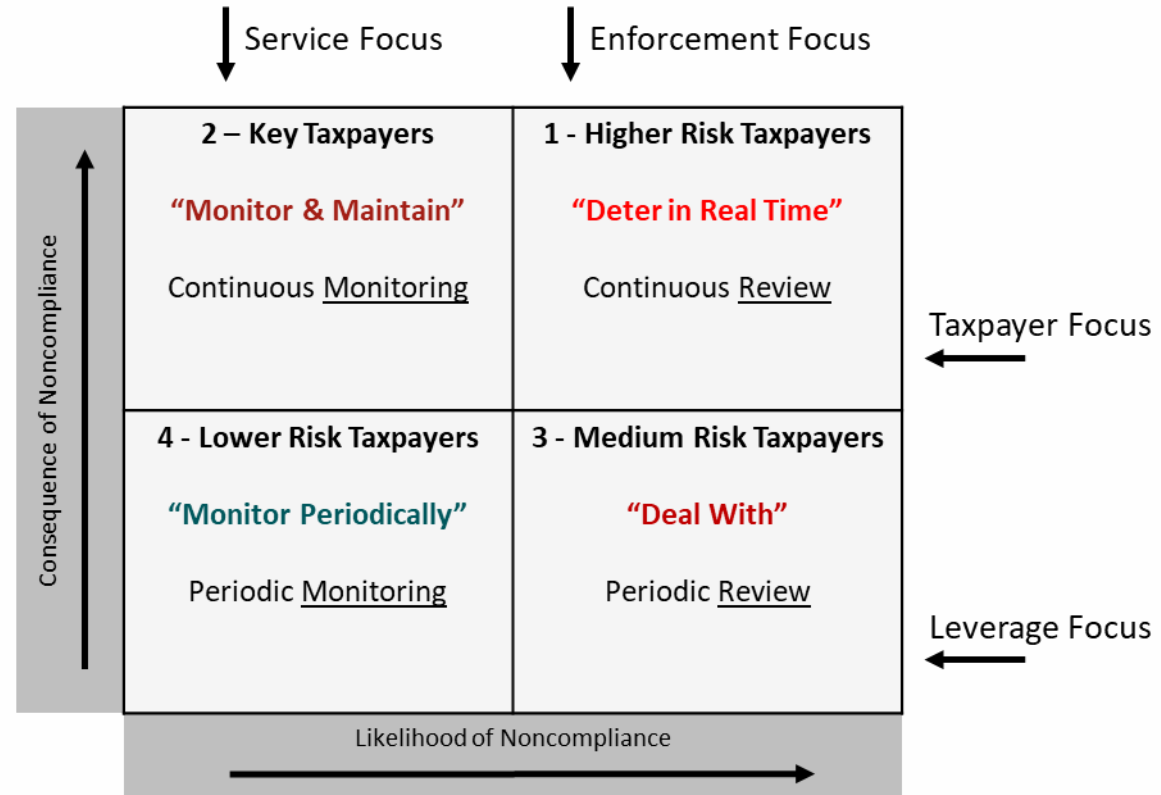 Service Focus
Enforcement Focus
2 – Key Taxpayers
“Monitor & Maintain”
Continuous Monitoring
1 - Higher Risk Taxpayers
“Deter in Real Time”
Continuous Review
Taxpayer Focus
Consequence of Noncompliance
4 - Lower Risk Taxpayers
“Monitor Periodically”
Periodic Monitoring
3 - Medium Risk Taxpayers
“Deal With”
Periodic Review
Leverage Focus
Likelihood of Noncompliance